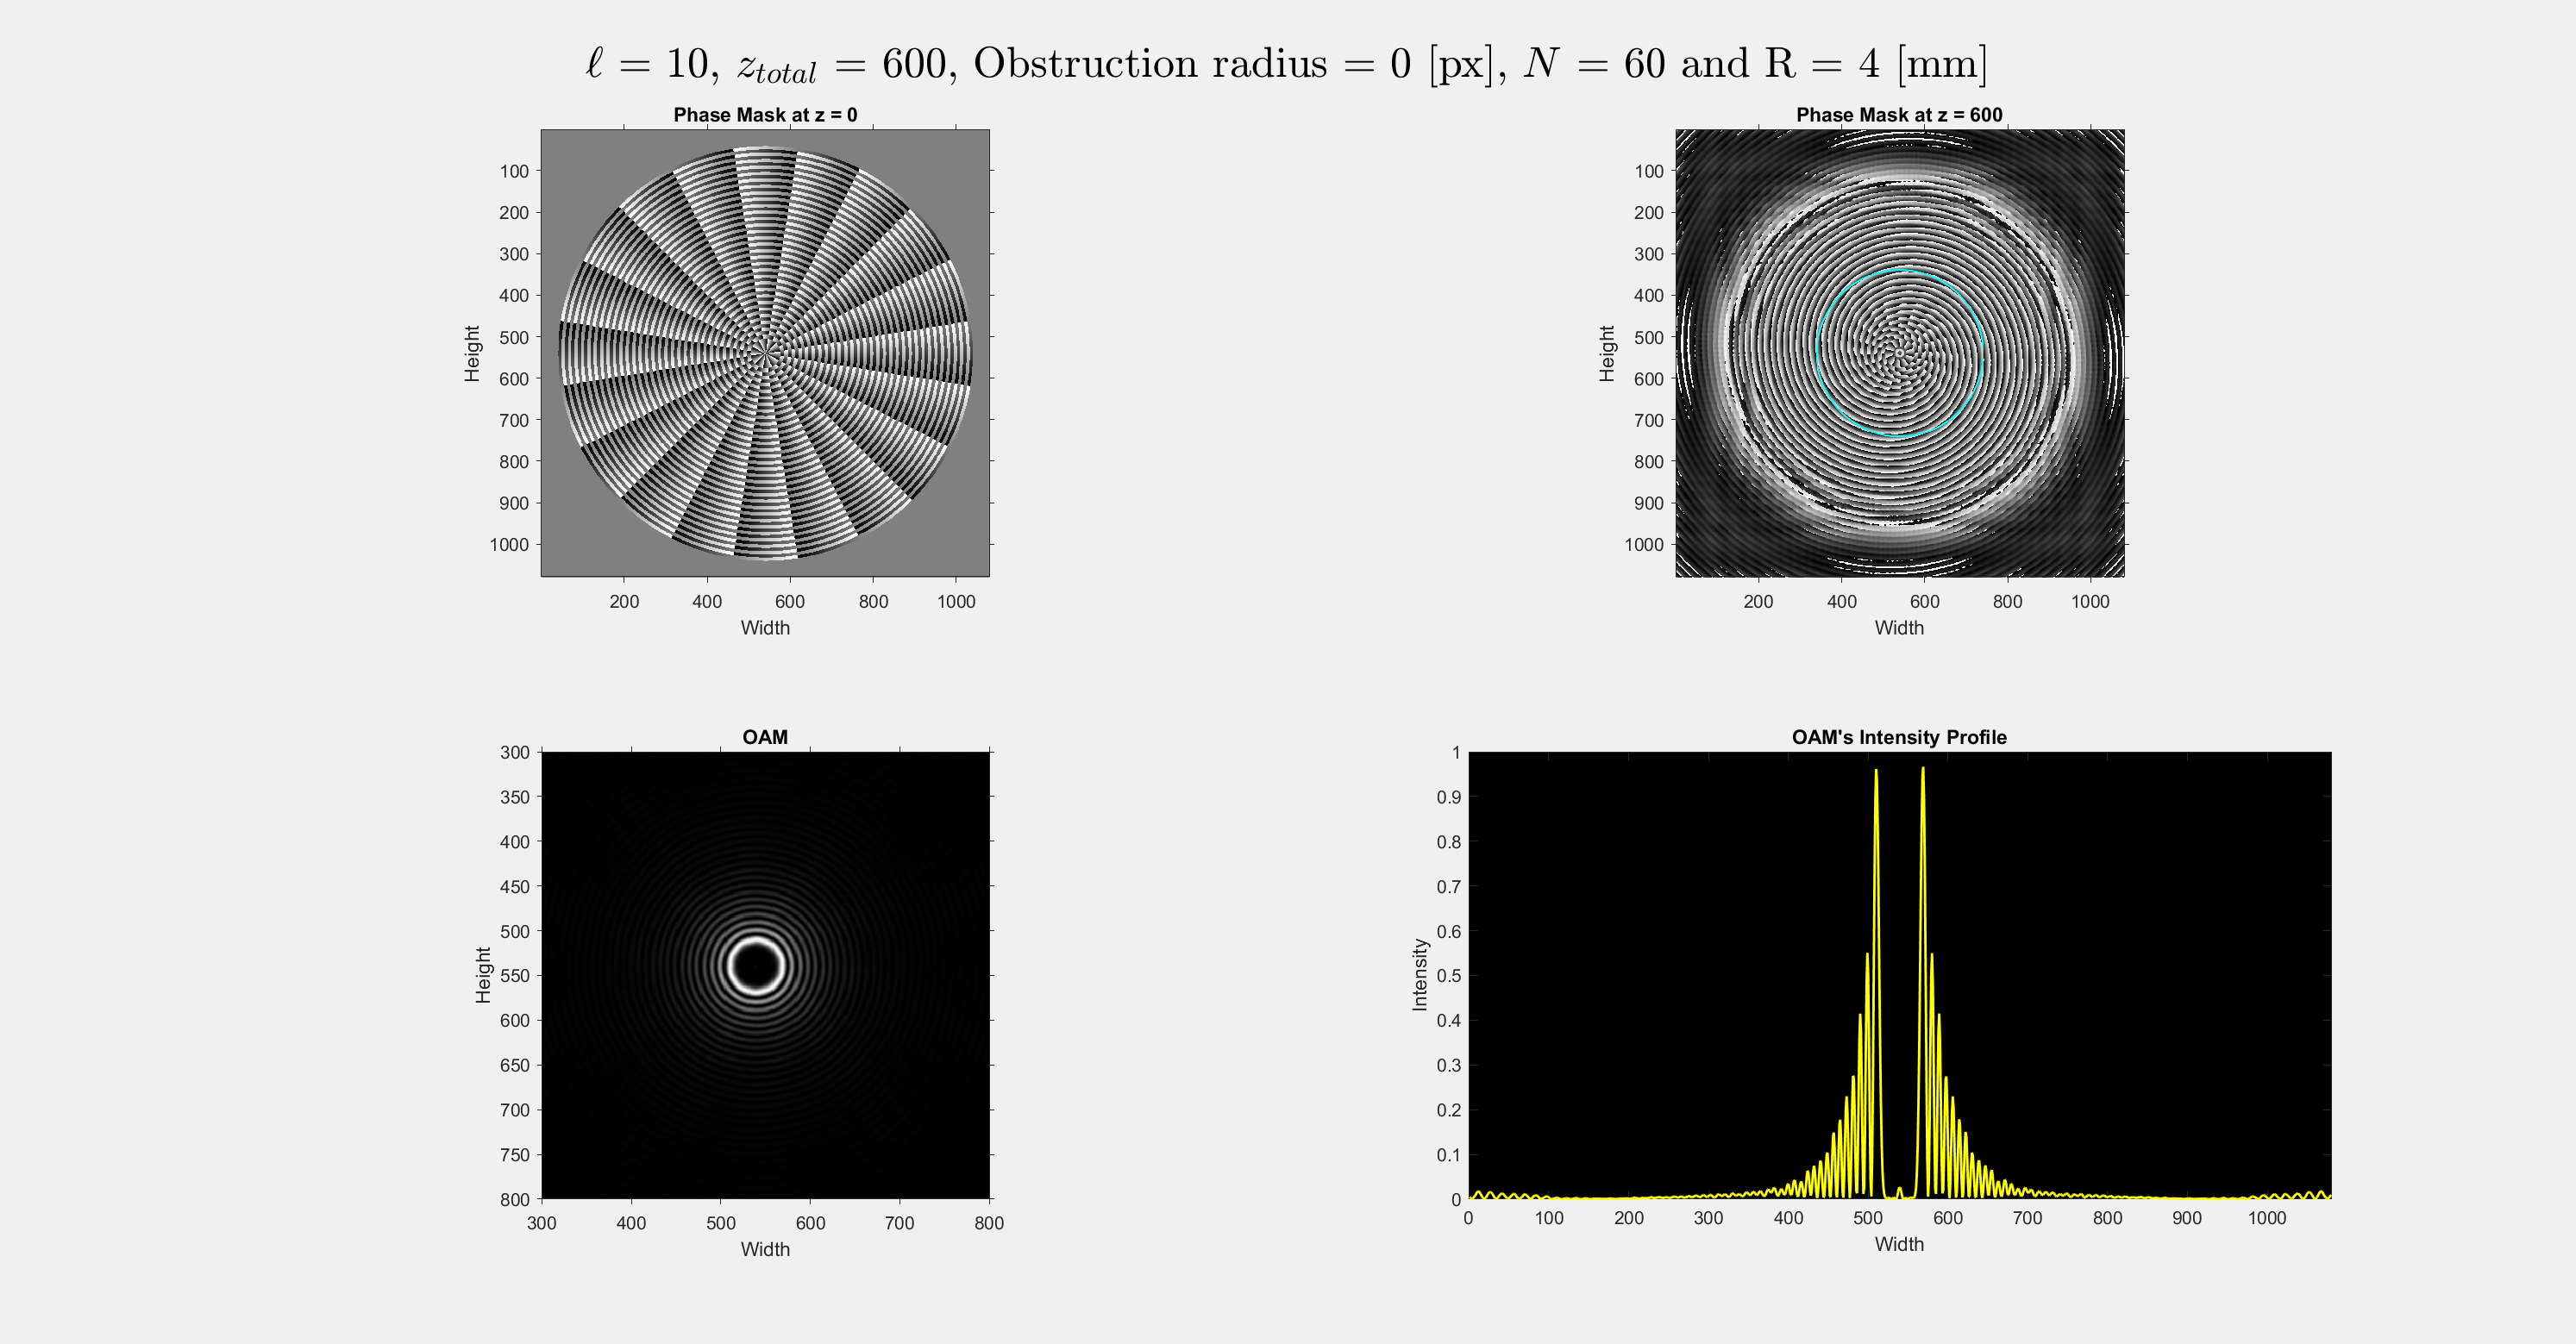 ℓ = 10, z_total = 600, Obstruction radius = 0 [px], N = 60 and R = 4 [mm]
Phase Mask at z = 0
100
200
300
400
500
600
700
800
900
1000
Height
200 400 600 800 1000
Width
Phase Mask at z = 600
100
200
300
400
500
600
700
800
900
1000
Height
200 400 600 800 1000
Width
OAM
300
350
400
450
500
550
600
650
700
750
800
Height
300 400 500 600 700 800
Width
OAM's Intensity Profile
1
0.9
0.8
0.7
0.6
0.5
0.4
0.3
0.2
0.1
0
Intensity
0 100 200 300 400 500 600 700 800 900 1000
Width